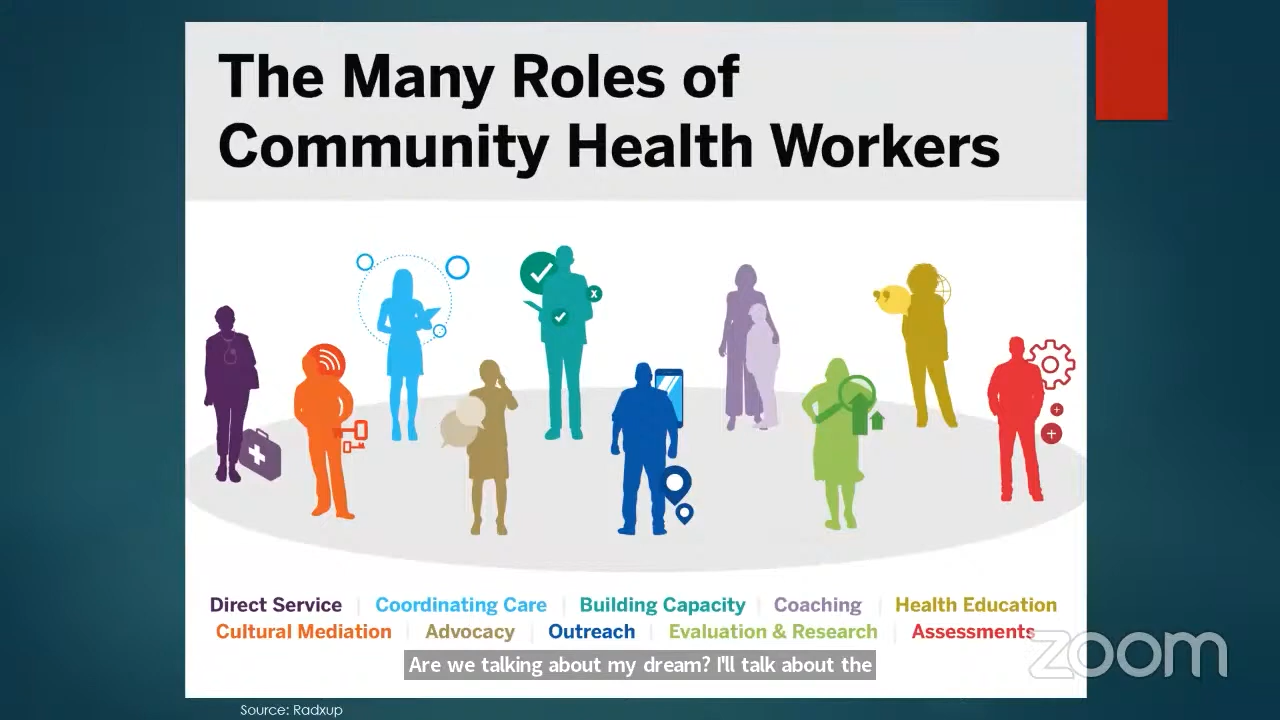 The Many Roles of
Community Health Workers
Direct Service | Coordinating Care | Building Capacity | Coaching | Health Education
Cultural Mediation | Advocacy | Outreach | Evaluation & Research | Assessments
Are we talking about my dream? I'll talk about the
zoom
Source: Radxup